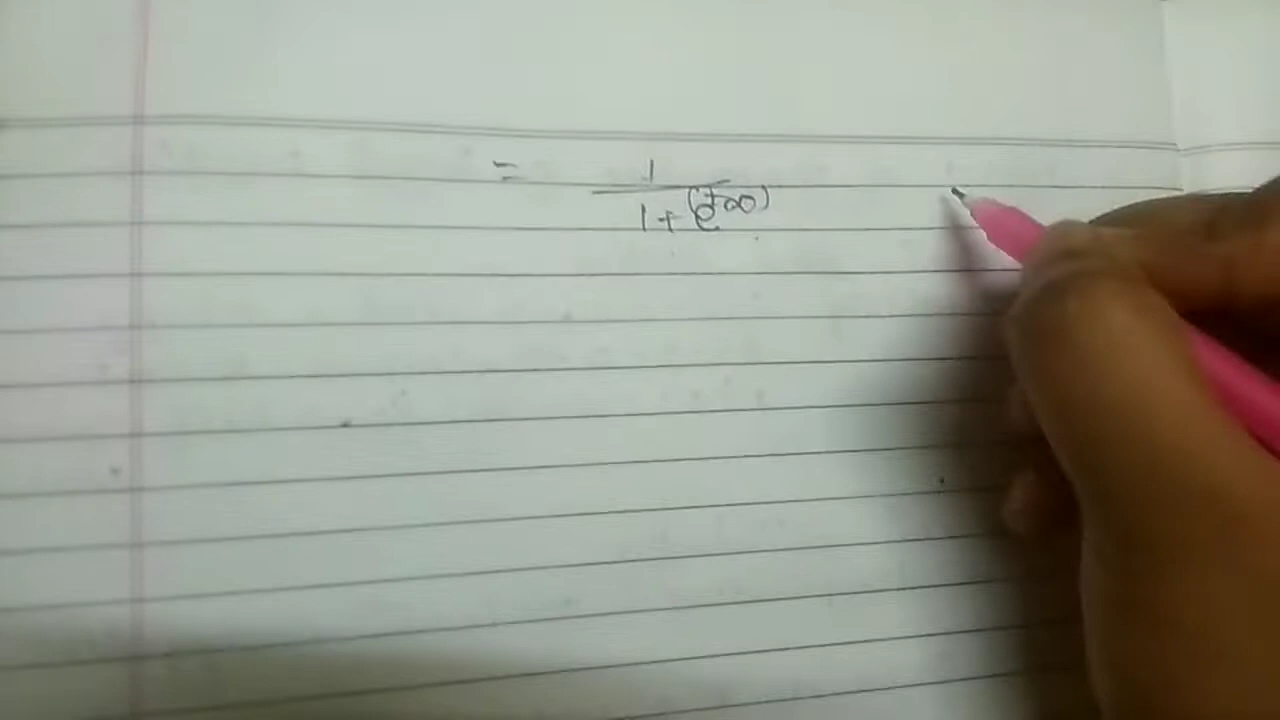 = 1 / 1 + (e^+∞)